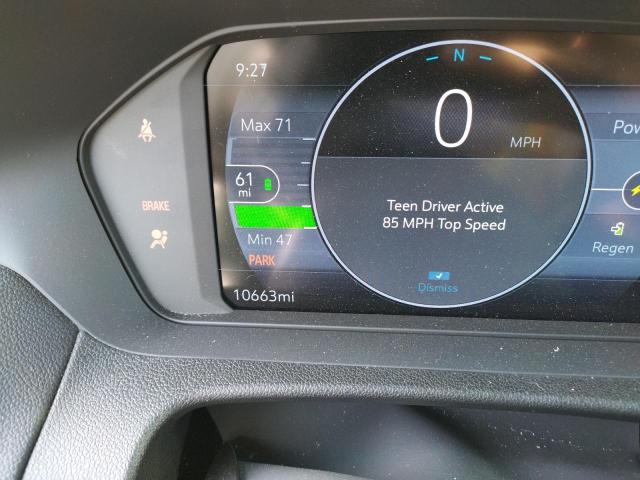 9:27
N
Max 71
0
MPH
Pow
61
mi
Teen Driver Active
85 MPH Top Speed
BRAKE
Min 47
Regen
PARK
Dismiss
10663mi